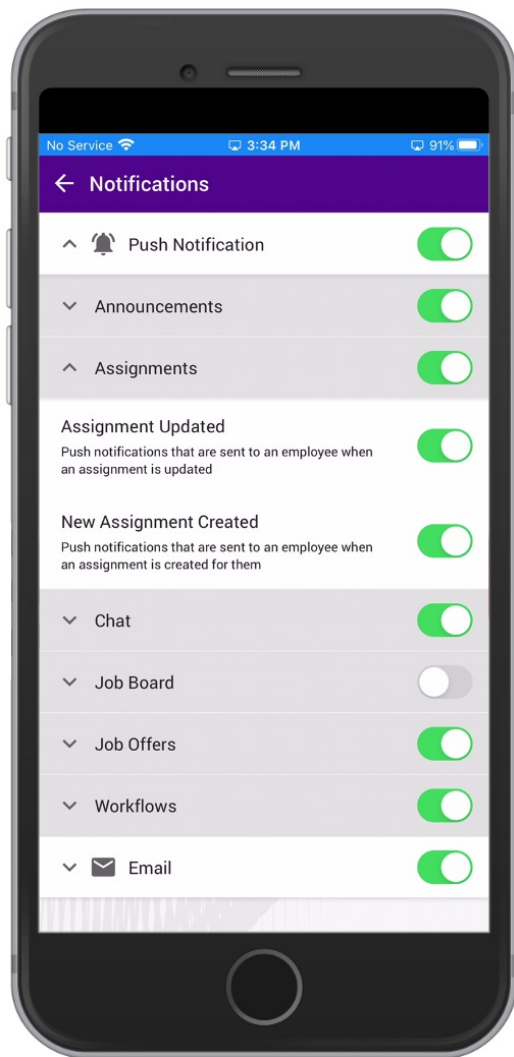 No Service 3:34 PM 91%
Notifications
Push Notification
Announcements
Assignments
Assignment Updated
Push notifications that are sent to an employee when
an assignment is updated
New Assignment Created
Push notifications that are sent to an employee when
an assignment is created for them
Chat
Job Board
Job Offers
Workflows
Email